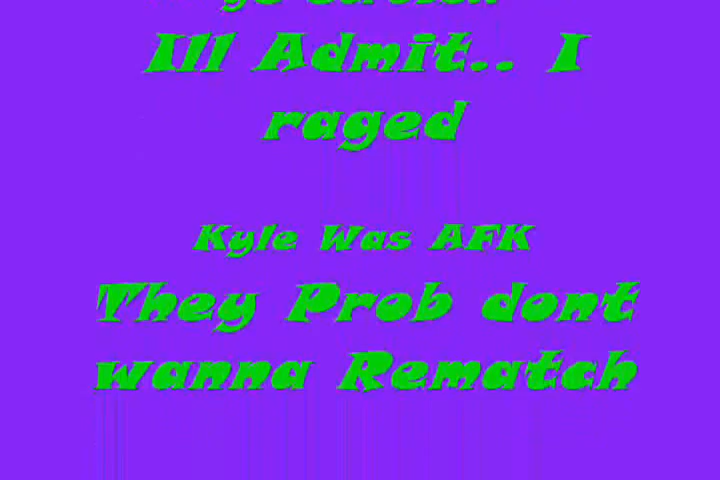 Ill Admit.. I
raged
Kyle Was AFK
They Prob dont
wanna Rematch